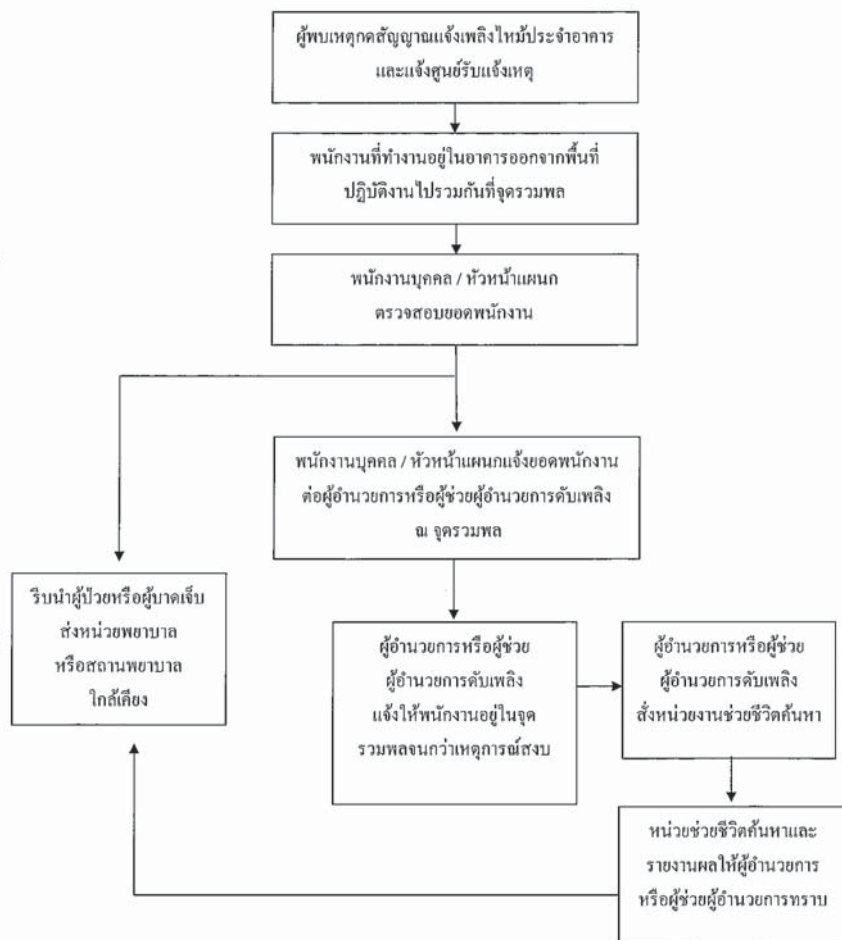 ผู้พบเหตุกดสัญญาณแจ้งเพลิงไหม้ประจำอาคาร
และแจ้งศูนย์รับแจ้งเหตุ
พนักงานที่ทำงานอยู่ในอาคารออกจากพื้นที่
ปฏิบัติงานไปรวมกันที่จุดรวมพล
พนักงานบุคคล / หัวหน้าแผนก
ตรวจสอบยอดพนักงาน
พนักงานบุคคล / หัวหน้าแผนกแจ้งยอดพนักงาน
ต่อผู้อำนวยการหรือผู้ช่วยผู้อำนวยการดับเพลิง
ณ จุดรวมพล
รีบนำผู้ป่วยหรือผู้บาดเจ็บ
ส่งหน่วยพยาบาล
หรือสถานพยาบาล
ใกล้เคียง
ผู้อำนวยการหรือผู้ช่วย
ผู้อำนวยการดับเพลิง
แจ้งให้พนักงานอยู่ในจุด
รวมพลจนกว่าเหตุการณ์สงบ
ผู้อำนวยการหรือผู้ช่วย
ผู้อำนวยการดับเพลิง
สั่งหน่วยงานช่วยชีวิตค้นหา
หน่วยช่วยชีวิตค้นหาและ
รายงานผลให้ผู้อำนวยการ
หรือผู้ช่วยผู้อำนวยการทราบ